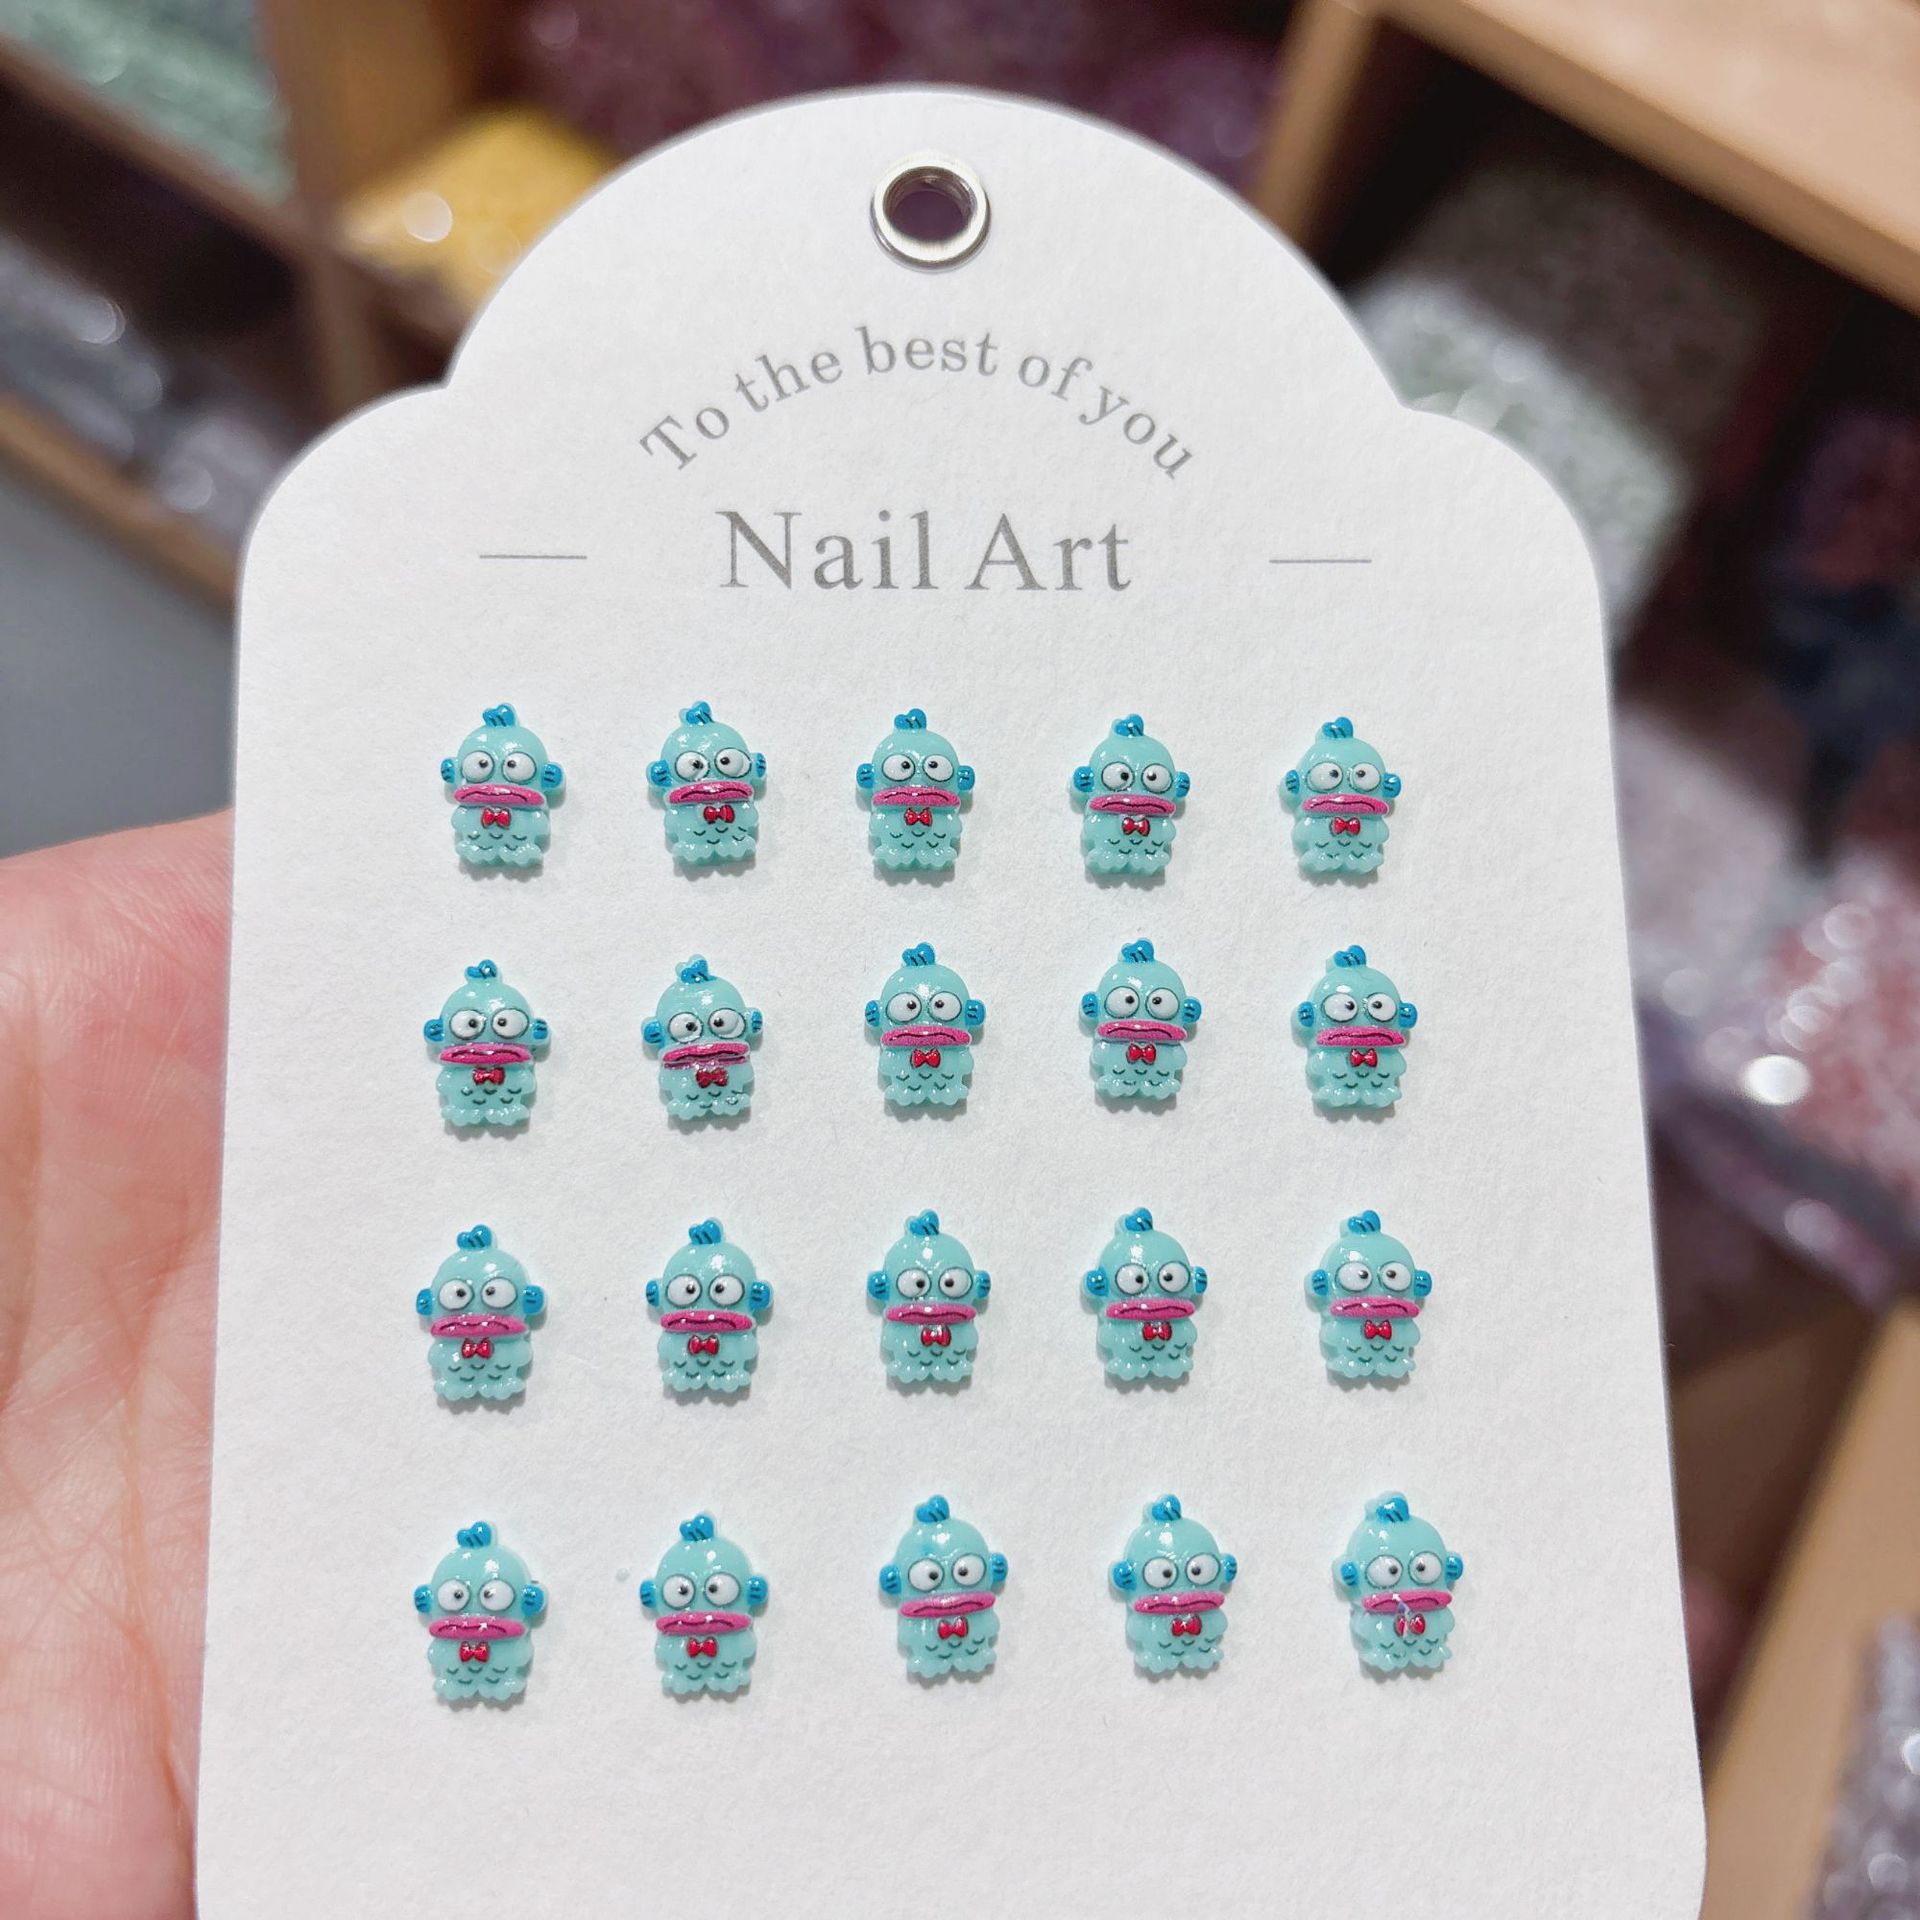 To the best of you
Nail Art